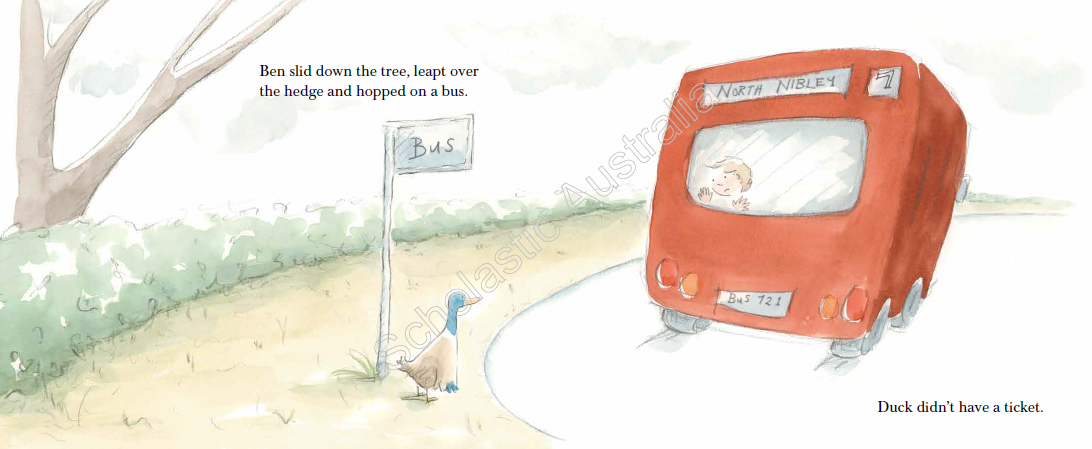 Ben slid down the tree, leapt over
the hedge and hopped on a bus.
BUS
NORTH NIBLEY
7
BUS 721
Duck didn't have a ticket.
Scholastic Australia